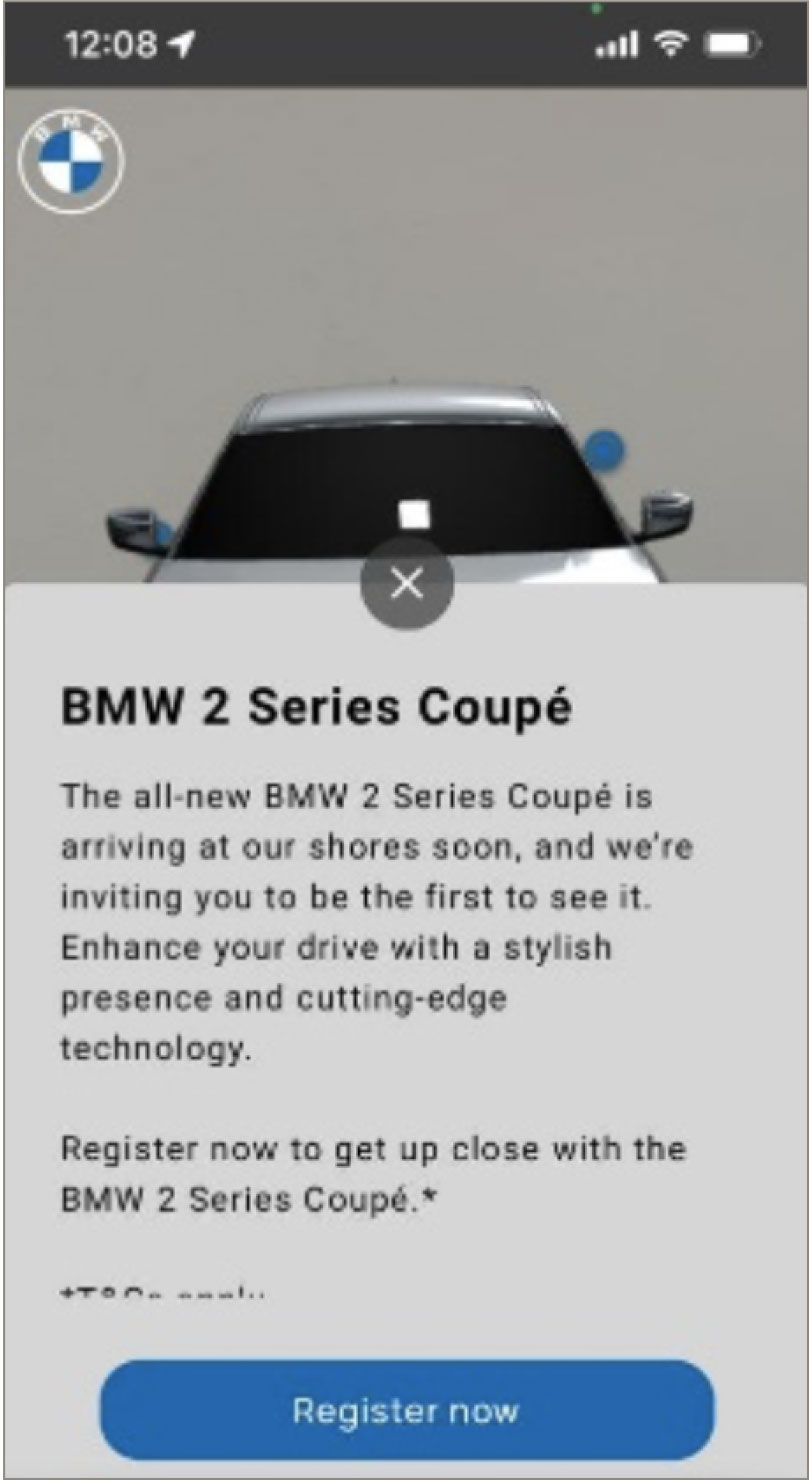 12:08
BMW
BMW 2 Series Coupé
The all-new BMW 2 Series Coupé is
arriving at our shores soon, and we're
inviting you to be the first to see it.
Enhance your drive with a stylish
presence and cutting-edge
technology.
Register now to get up close with the
BMW 2 Series Coupé.*
*T&Cs apply
Register now